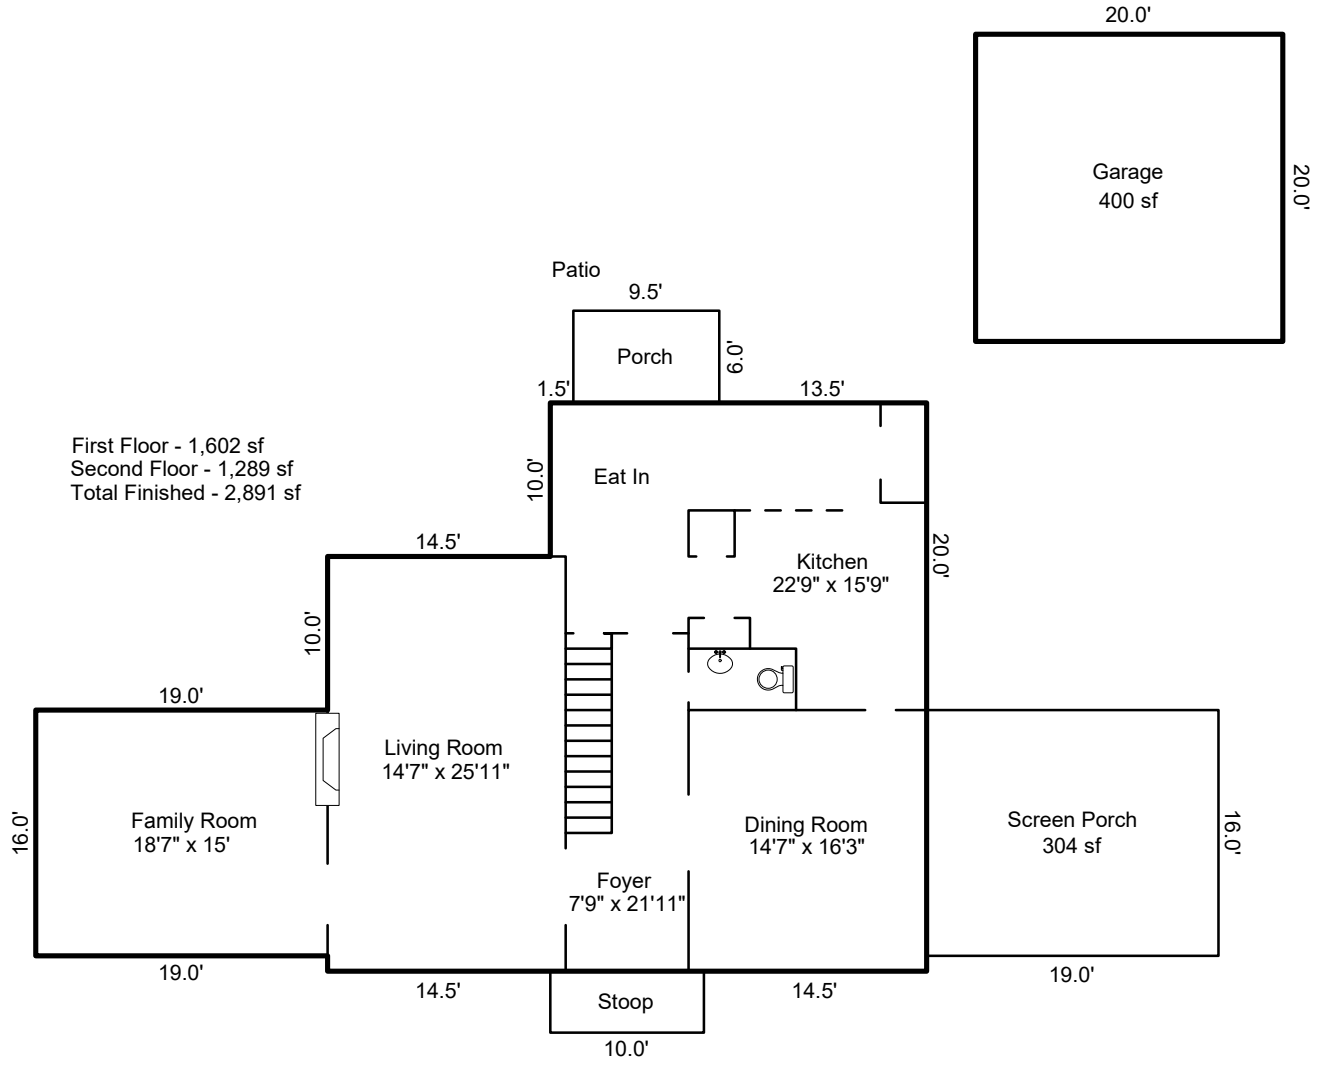 20.0'
Garage
400 sf
20.0'
Patio
9.5'
Porch
6.0'
1.5'
13.5'
First Floor - 1,602 sf
Second Floor - 1,289 sf
Total Finished - 2,891 sf
10.0'
Eat In
14.5'
20.0'
Kitchen
22'9" x 15'9"
10.0'
19.0'
Living Room
14'7" x 25'11"
16.0'
Family Room
18'7" x 15'
Dining Room
14'7" x 16'3"
Screen Porch
304 sf
16.0'
Foyer
7'9" x 21'11"
19.0'
14.5'
Stoop
14.5'
19.0'
10.0'